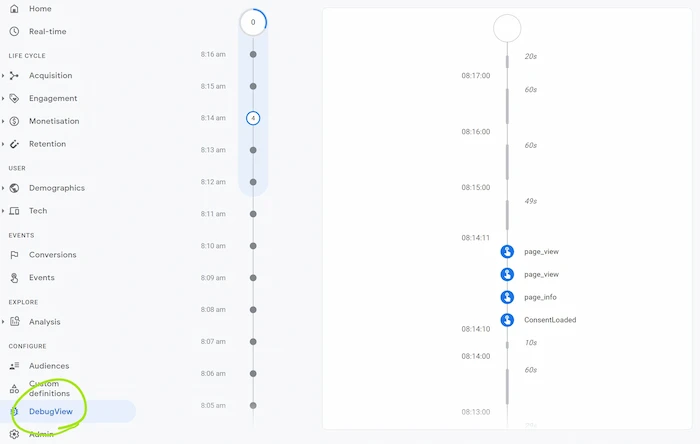 Home
Real-time
LIFE CYCLE
Acquisition
Engagement
Monetisation
Retention
USER
Demographics
Tech
EVENTS
Conversions
Events
EXPLORE
Analysis
CONFIGURE
Audiences
Custom
definitions
DebugView
Admin
0
8:16 am
8:15 am
8:14 am
4
8:13 am
8:12 am
8:11 am
8:10 am
8:09 am
8:08 am
8:07 am
8:06 am
8:05 am
20s
08:17:00
60s
08:16:00
60s
08:15:00
49s
08:14:11
page_view
page_view
page_info
ConsentLoaded
08:14:10
10s
08:14:00
60s
08:13:00